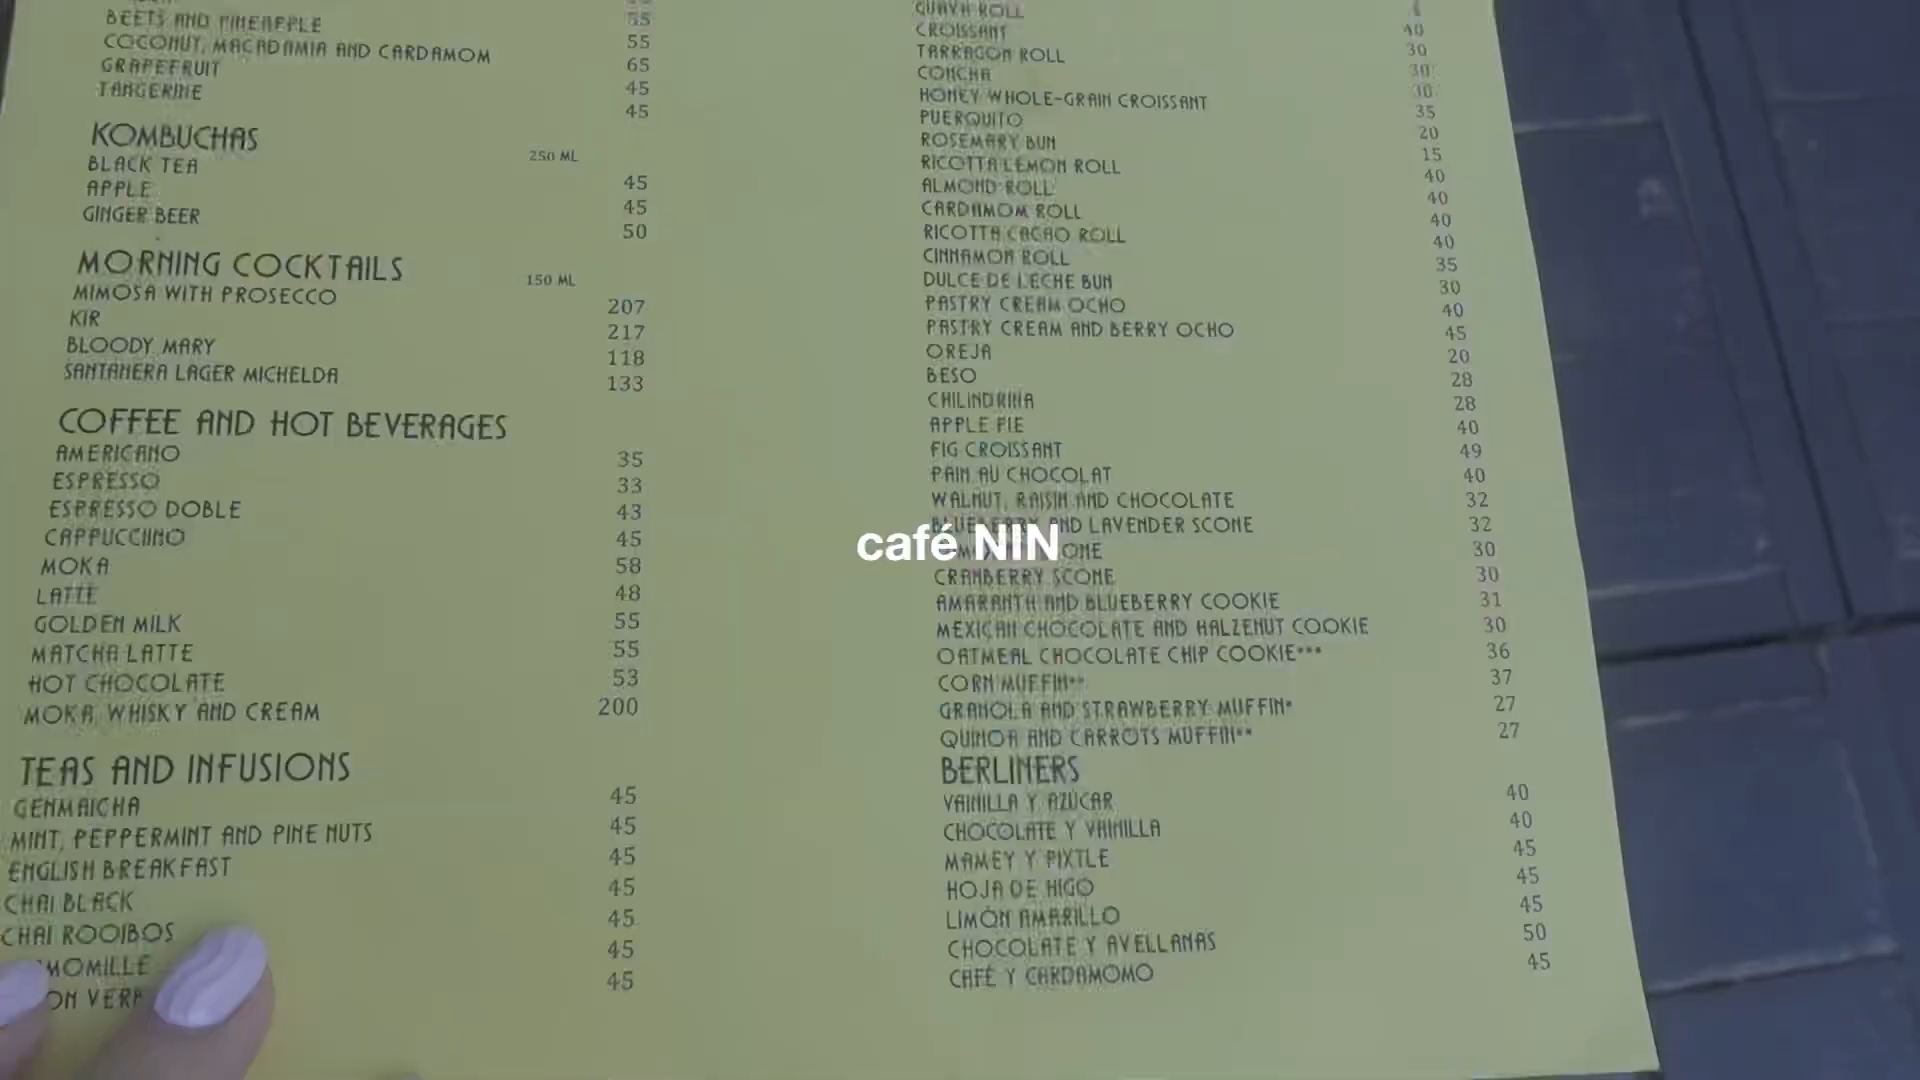 BEETS AND PINEAPPLE 55
COCONUT, MACADAMIA AND CARDAMOM 55
GRAPEFRUIT 65
TANGERINE 45
45
KOMBUCHAS 250 ML
BLACK TEA 45
APPLE 45
GINGER BEER 50
MORNING COCKTAILS 150 ML
MIMOSA WITH PROSECCO 207
KIR 217
BLOODY MARY 118
SANTANERA LAGER MICHELDA 133
COFFEE AND HOT BEVERAGES
AMERICANO 35
ESPRESSO 33
ESPRESSO DOBLE 43
CAPPUCCIINO 45
MOKA 58
LATTE 48
GOLDEN MILK 55
MATCHA LATTE 55
HOT CHOCOLATE 53
MOKA, WHISKY AND CREAM 200
TEAS AND INFUSIONS
GENMAICHA 45
MINT, PEPPERMINT AND PINE NUTS 45
ENGLISH BREAKFAST 45
CHAI BLACK 45
CHAI ROOIBOS 45
MOMILLE 45
ON VER 45
GUAVA ROLL
CROISSANT 40
TARRAGON ROLL 30
CONCHA 30
HONEY WHOLE-GRAIN CROISSANT 30
PUERQUITO 35
ROSEMARY BUN 20
RICOTTA LEMON ROLL 15
ALMOND ROLL 40
CARDAMOM ROLL 40
RICOTTA CACAO ROLL 40
CINNAMON ROLL 40
DULCE DE LECHE BUN 35
PASTRY CREAM OCHO 30
PASTRY CREAM AND BERRY OCHO 40
OREJA 45
BESO 20
CHILINDRINA 28
APPLE PIE 28
FIG CROISSANT 40
PAIN AU CHOCOLAT 49
WALNUT, RAISIN AND CHOCOLATE 40
BLUEBERRY AND LAVENDER SCONE 32
ONE 32
CRANBERRY SCONE 30
AMARANTH AND BLUEBERRY COOKIE 30
MEXICAN CHOCOLATE AND HALZENUT COOKIE 31
OATMEAL CHOCOLATE CHIP COOKIE*** 30
CORN MUFFIN** 36
GRANOLA AND STRAWBERRY MUFFIN* 37
QUINOA AND CARROTS MUFFIN** 27
27
BERLINERS
VAINILLA Y AZÚCAR 40
CHOCOLATE Y VAINILLA 40
MAMEY Y PIXTLE 45
HOJA DE HIGO 45
LIMÓN AMARILLO 45
CHOCOLATE Y AVELLANAS 50
CAFÉ Y CARDAMOMO 45
café NIN